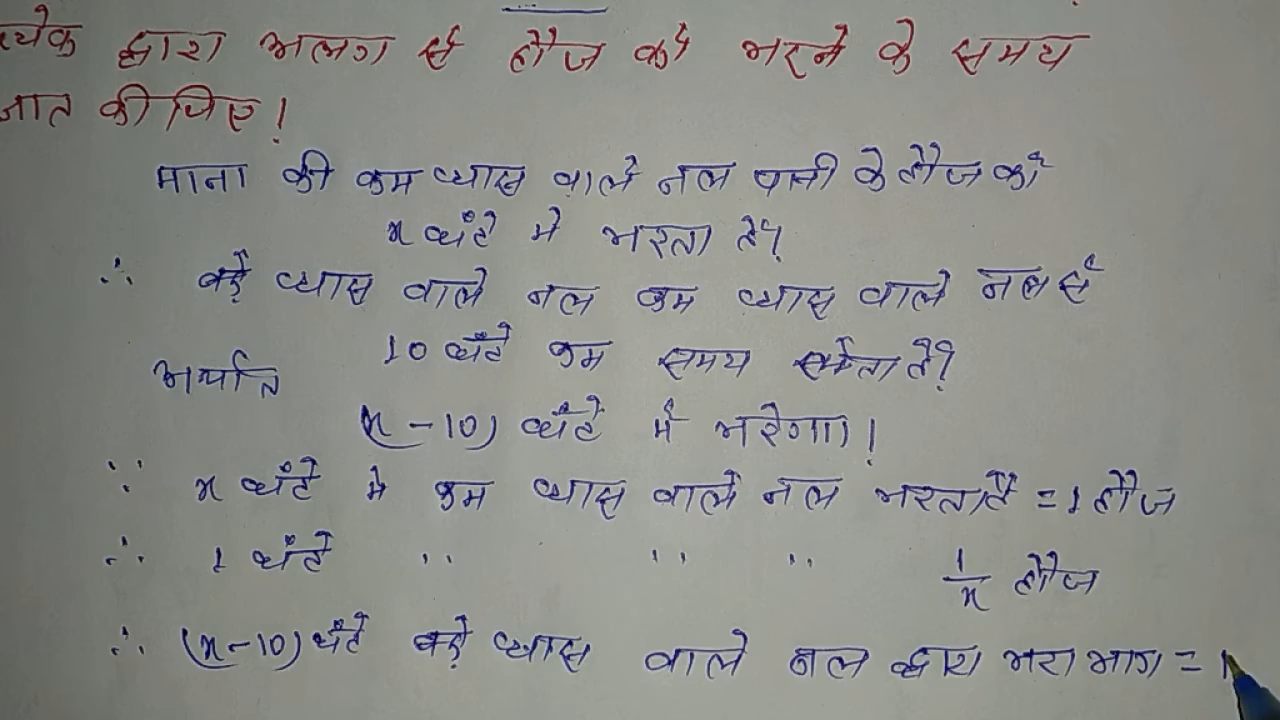 द्वारा अलग से हौज को भरने के समय
ज्ञात कीजिए!
माना की कम व्यास वाले नल पानी के हौज को
x घंटे मे भरता है?
∴ बड़े व्यास वाले नल कम व्यास वाले नल से
10 घंटे कम समय लेता है?
अर्थात
(x-10) घंटे में भरेगा।
∵ x घंटे मे कम व्यास वाले नल भरता है = 1 हौज
∴ 1 घंटे ,, ,, ,, 1/x हौज
∴ (x-10) घंटे बड़े व्यास वाले नल द्वारा भरा भाग = 1